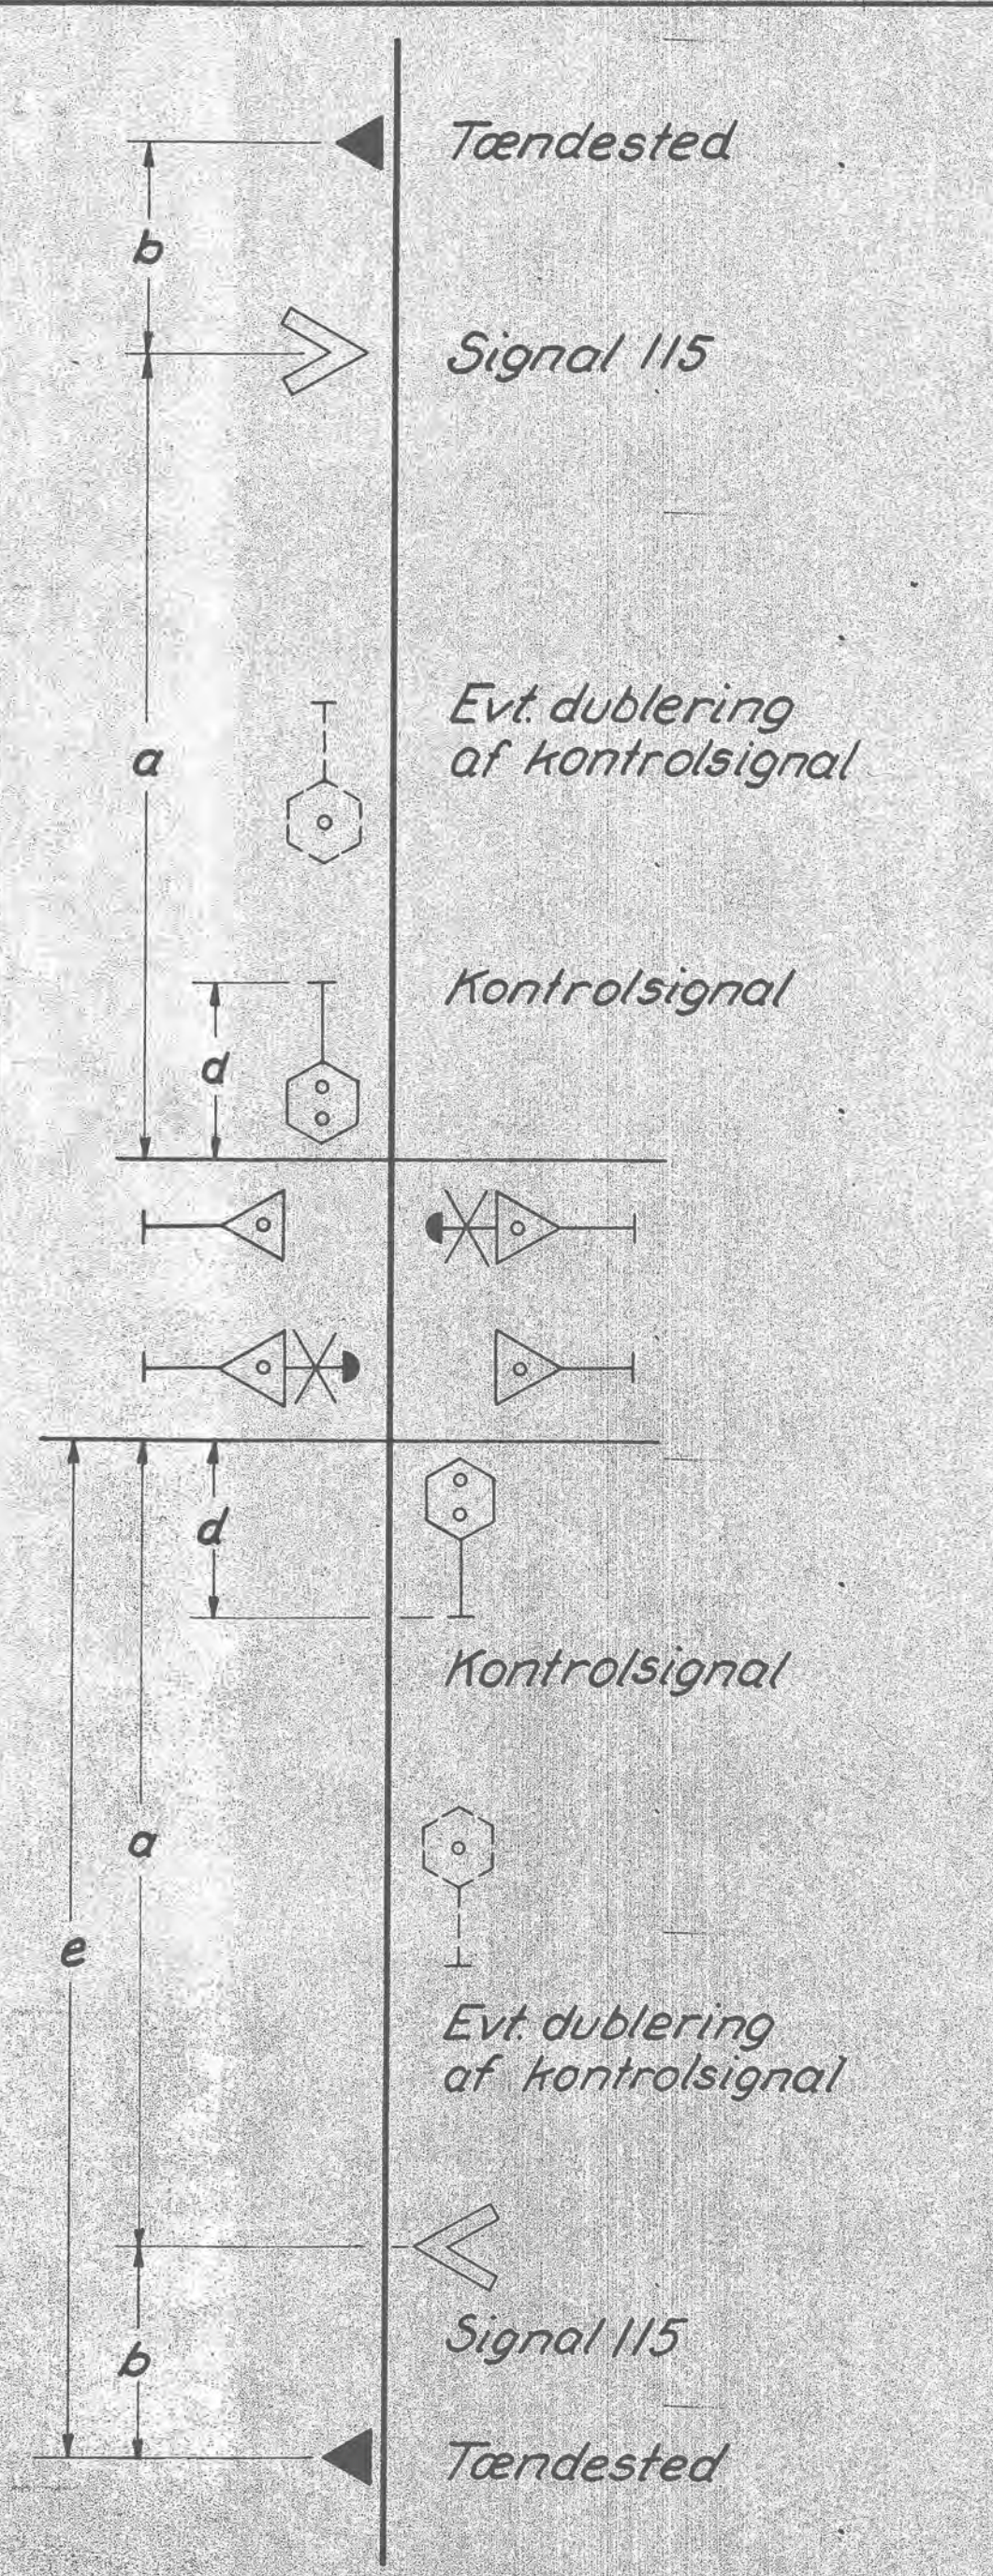 Tændested
b
Signal 115
Evt. dublering
af kontrolsignal
a
Kontrolsignal
d
d
Kontrolsignal
a
e
Evt. dublering
af kontrolsignal
Signal 115
b
Tændested